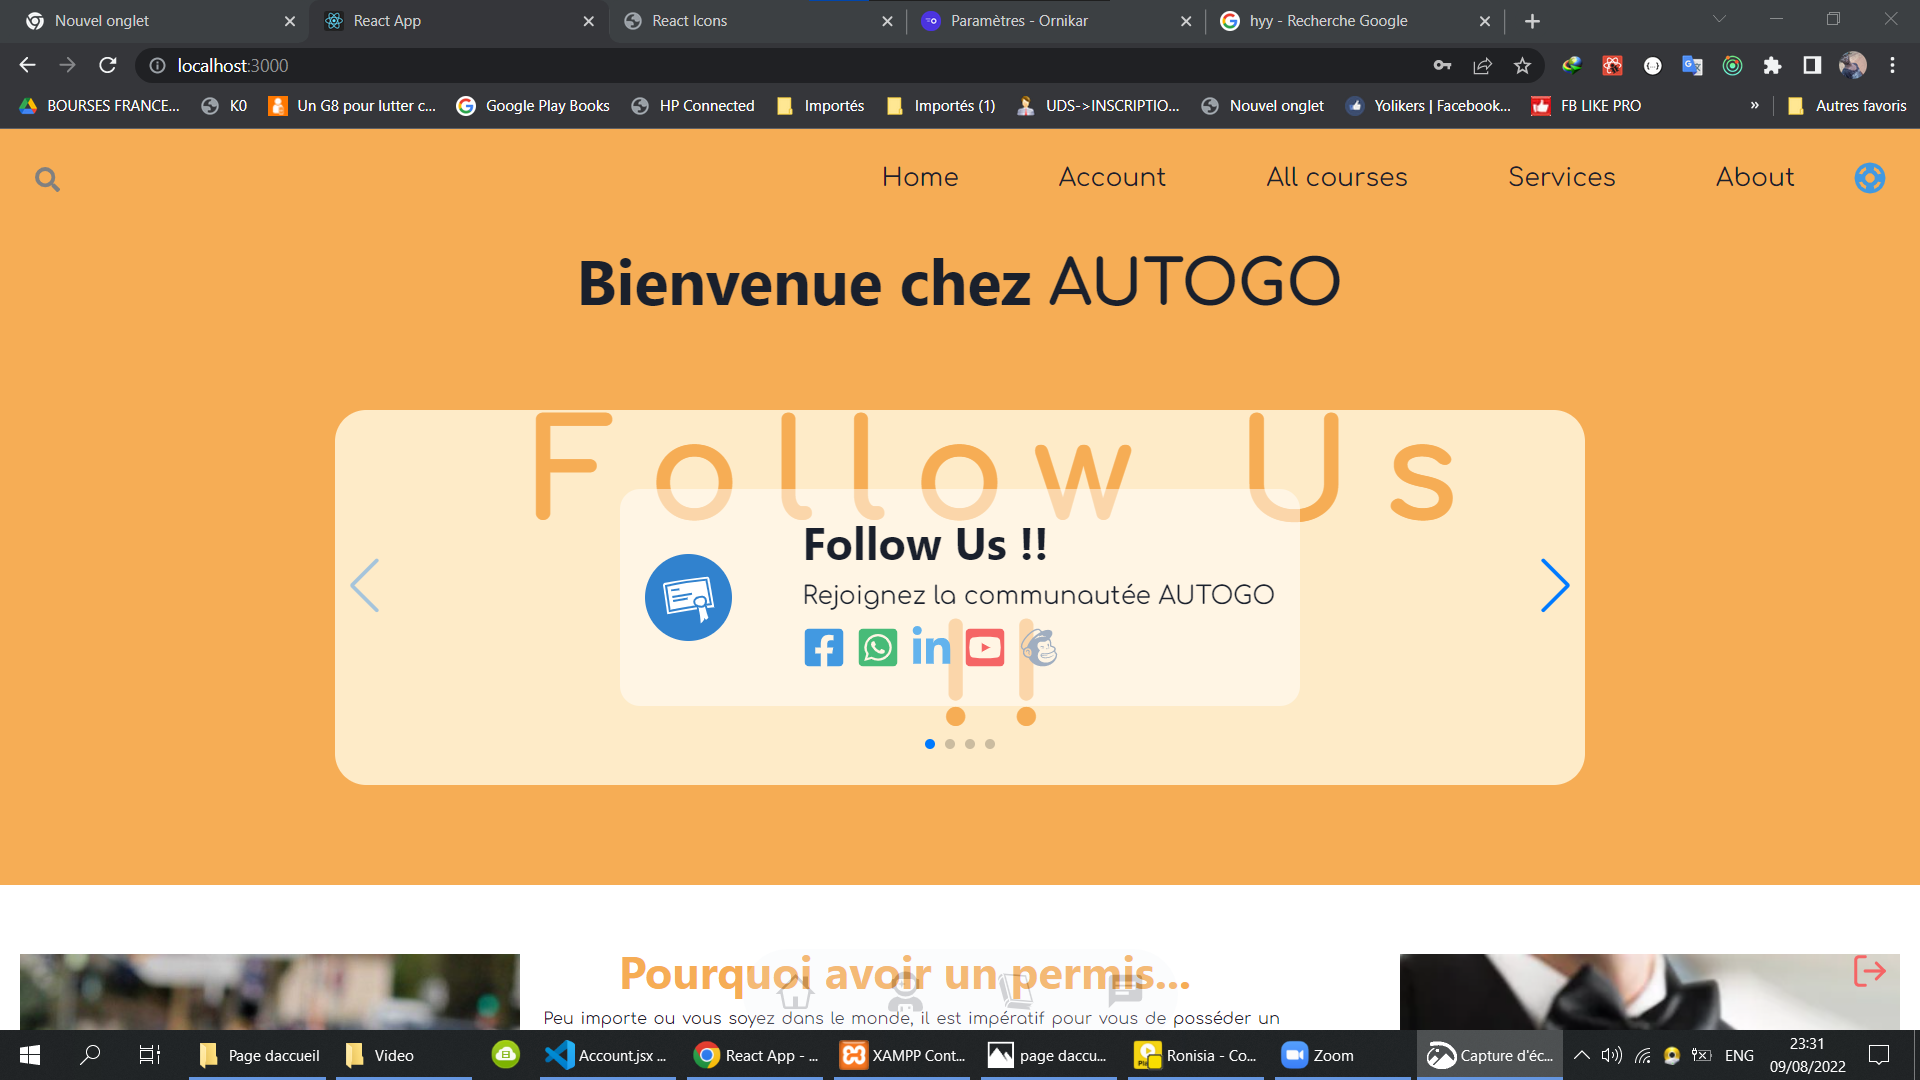 Nouvel onglet
React App
React Icons
Paramètres - Ornikar
hyy - Recherche Google
localhost:3000
BOURSES FRANCE...
K0
Un G8 pour lutter c...
Google Play Books
HP Connected
Importés
Importés (1)
UDS->INSCRIPTIO...
Nouvel onglet
Yolikers | Facebook...
FB LIKE PRO
»
Autres favoris
Home
Account
All courses
Services
About
Bienvenue chez AUTOGO
Follow Us
!!
Follow Us !!
Rejoignez la communautée AUTOGO
Pourquoi avoir un permis...
Peu importe ou vous soyez dans le monde, il est impératif pour vous de posséder un
Page daccueil
Video
Account.jsx ...
React App - ...
XAMPP Cont...
page daccu...
Ronisia - Co...
Zoom
Capture d'éc...
ENG
23:31
09/08/2022